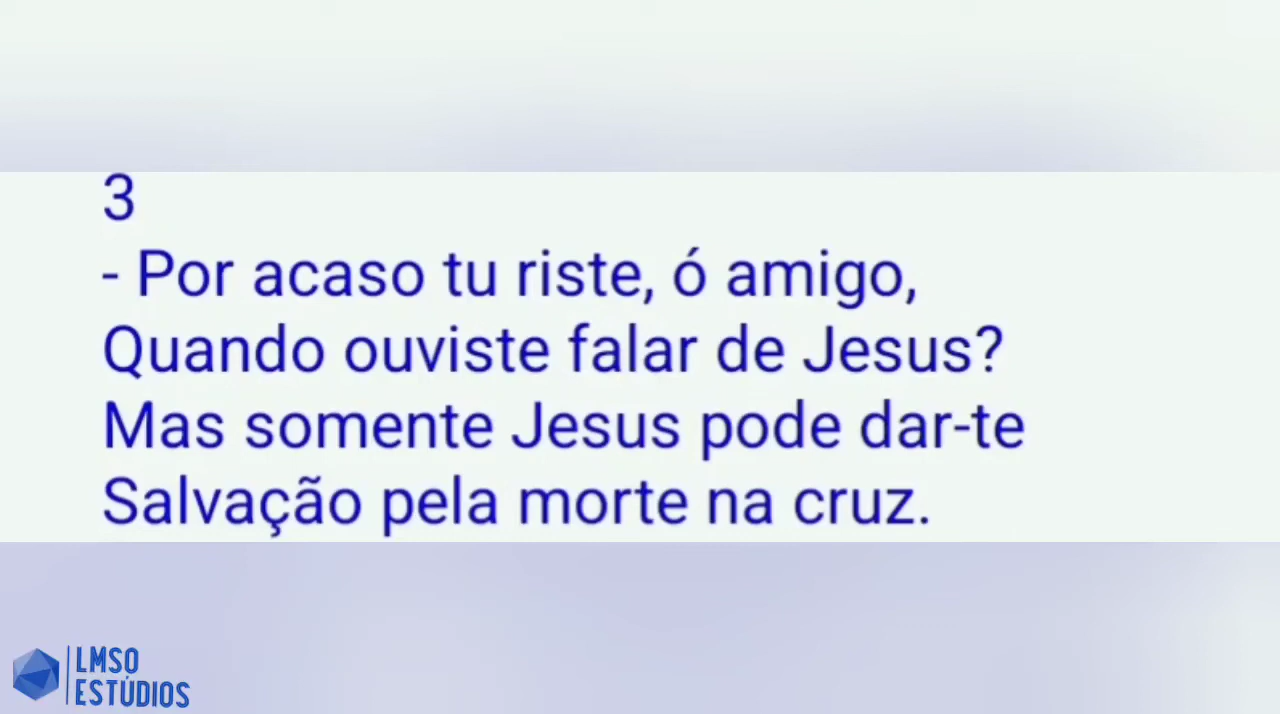 3
- Por acaso tu riste, ó amigo,
Quando ouviste falar de Jesus?
Mas somente Jesus pode dar-te
Salvação pela morte na cruz.
LMSO
ESTÚDIOS